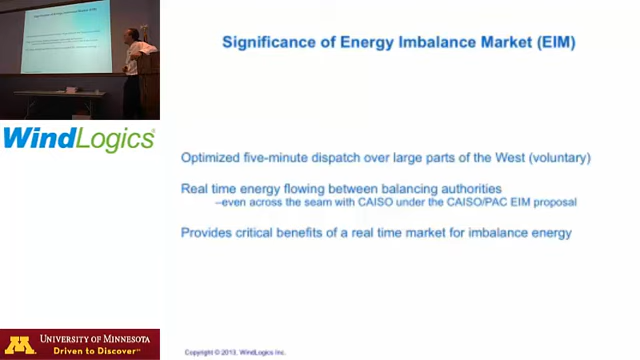 Significance of Energy Imbalance Market (EIM)
WindLogics
Optimized five-minute dispatch over large parts of the West (voluntary)
Real time energy flowing between balancing authorities
–even across the seam with CAISO under the CAISO/PAC EIM proposal
Provides critical benefits of a real time market for imbalance energy
M
UNIVERSITY OF MINNESOTA
Driven to Discover℠
Copyright © 2013, WindLogics Inc.